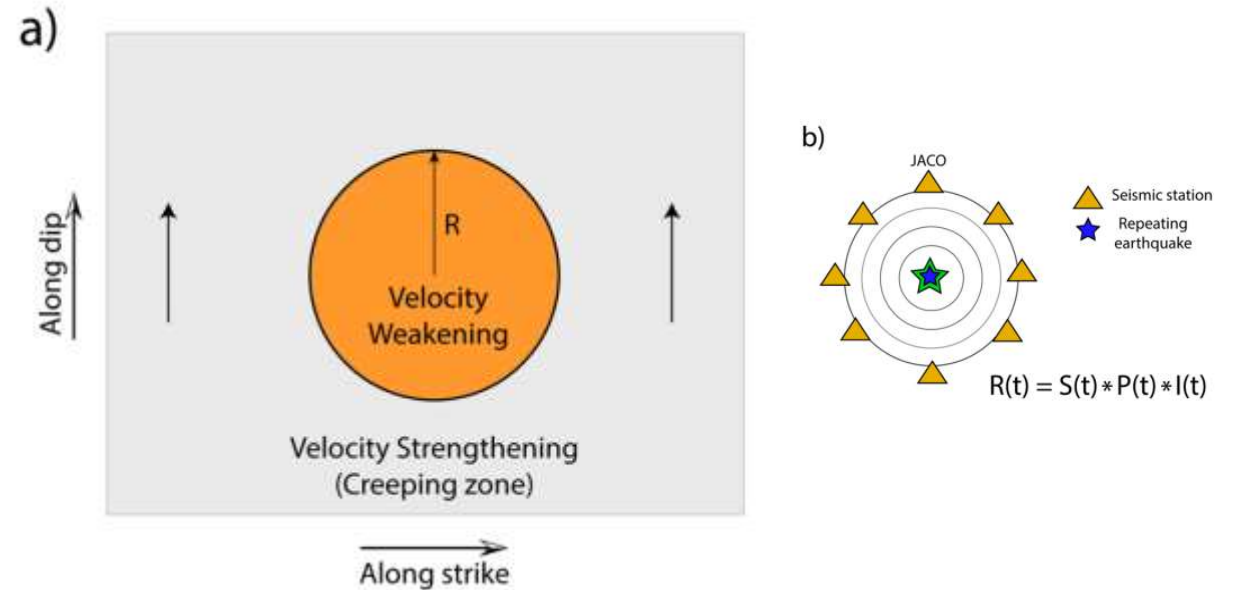 a)
Along dip
R
Velocity
Weakening
Velocity Strengthening
(Creeping zone)
Along strike
b)
JACO
Seismic station
Repeating
earthquake
R(t) = S(t)*P(t)*I(t)